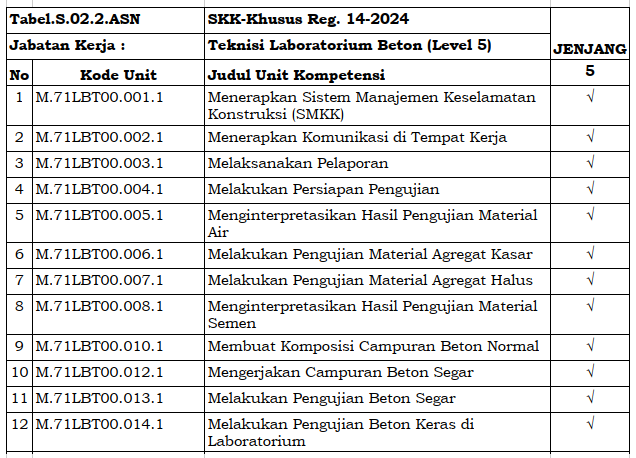 Tabel.S.02.2.ASN SKK-Khusus Reg. 14-2024
Jabatan Kerja : Teknisi Laboratorium Beton (Level 5) JENJANG
No Kode Unit Judul Unit Kompetensi 5
1 M.71LBT00.001.1 Menerapkan Sistem Manajemen Keselamatan √
Konstruksi (SMKK)
2 M.71LBT00.002.1 Menerapkan Komunikasi di Tempat Kerja √
3 M.71LBT00.003.1 Melaksanakan Pelaporan √
4 M.71LBT00.004.1 Melakukan Persiapan Pengujian √
5 M.71LBT00.005.1 Menginterpretasikan Hasil Pengujian Material √
Air
6 M.71LBT00.006.1 Melakukan Pengujian Material Agregat Kasar √
7 M.71LBT00.007.1 Melakukan Pengujian Material Agregat Halus √
8 M.71LBT00.008.1 Menginterpretasikan Hasil Pengujian Material √
Semen
9 M.71LBT00.010.1 Membuat Komposisi Campuran Beton Normal √
10 M.71LBT00.012.1 Mengerjakan Campuran Beton Segar √
11 M.71LBT00.013.1 Melakukan Pengujian Beton Segar √
12 M.71LBT00.014.1 Melakukan Pengujian Beton Keras di √
Laboratorium